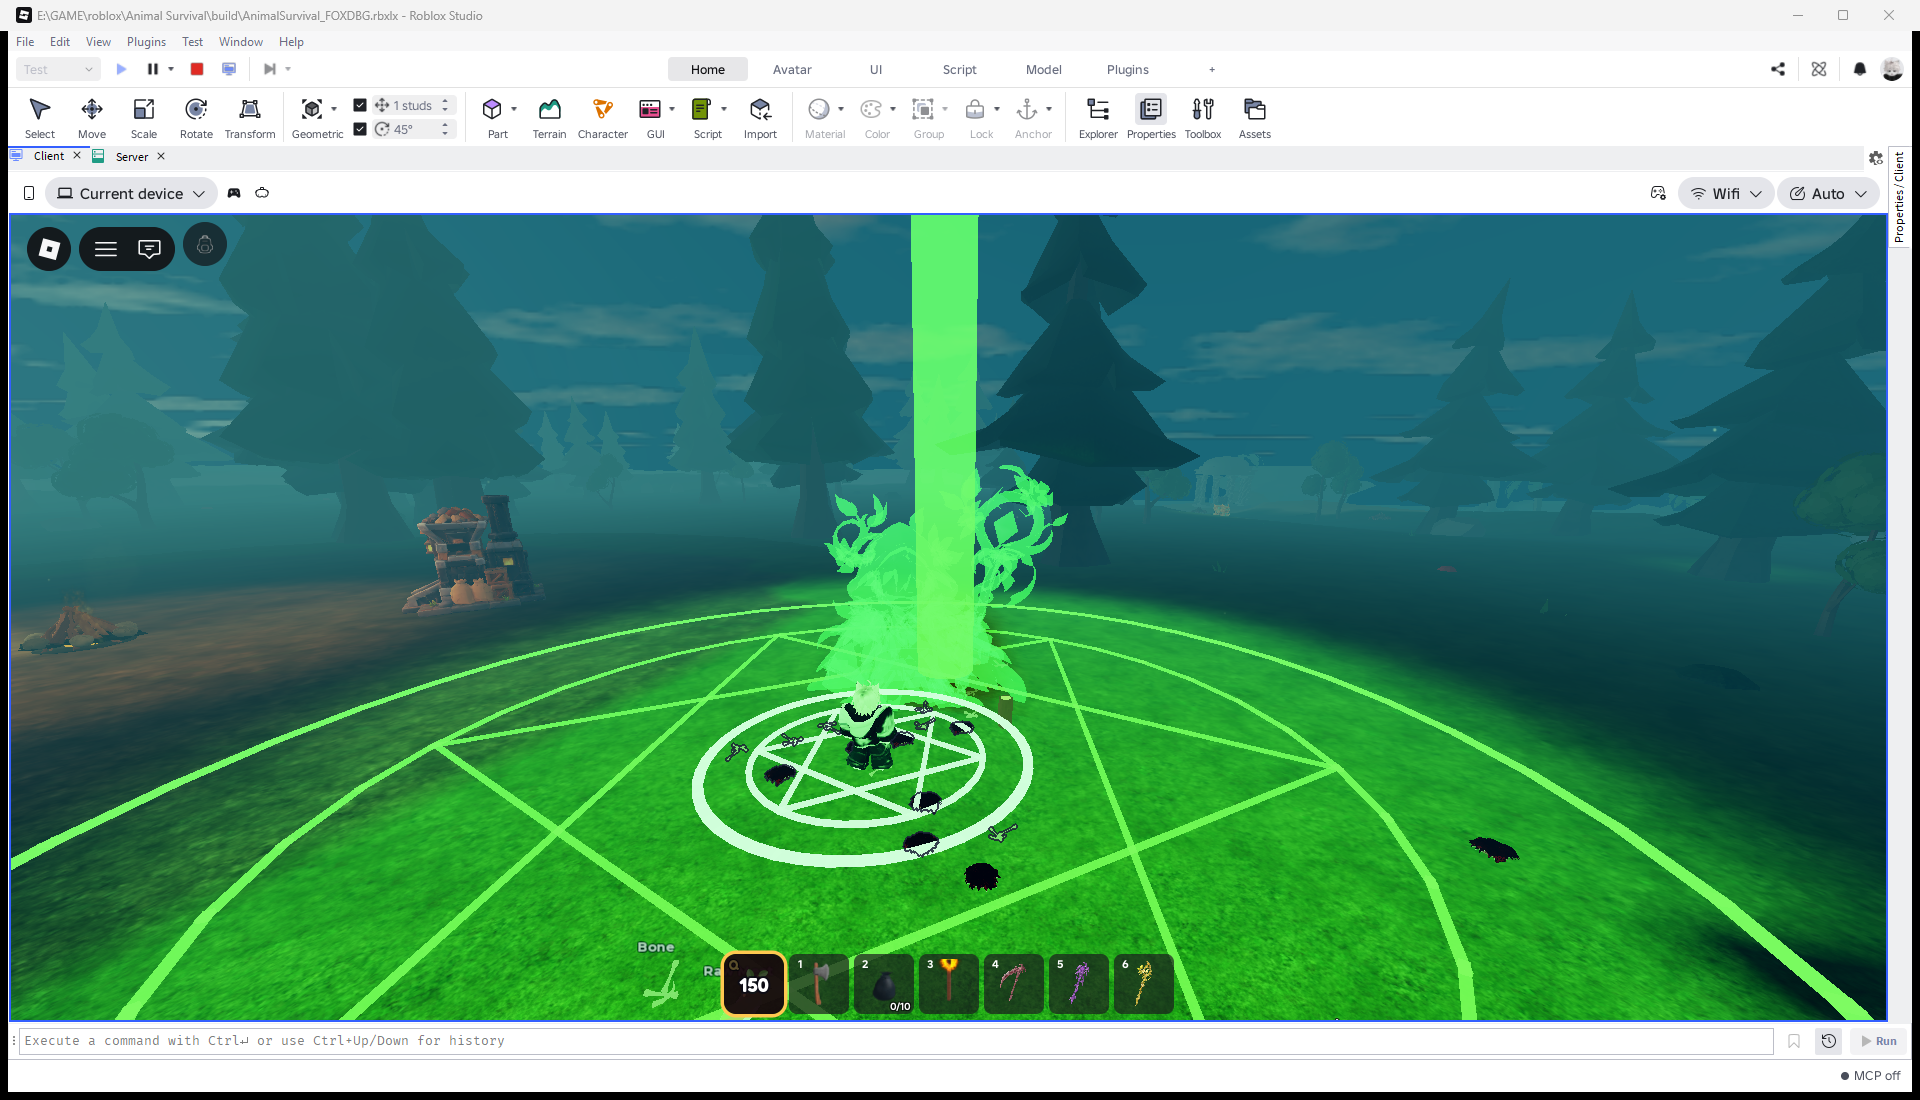 E:\GAME\roblox\Animal Survival\build\AnimalSurvival_FOXDBG.rbxlx - Roblox Studio
File Edit View Plugins Test Window Help
Test
Home Avatar UI Script Model Plugins +
1 studs
45°
Select Move Scale Rotate Transform Geometric Part Terrain Character GUI Script Import Material Color Group Lock Anchor Explorer Properties Toolbox Assets
Client Server
Properties / Client
Current device
Wifi Auto
Bone
Ra
Q
150
1
2
0/10
3
4
5
6
Execute a command with Ctrl↵ or use Ctrl+Up/Down for history
Run
MCP off